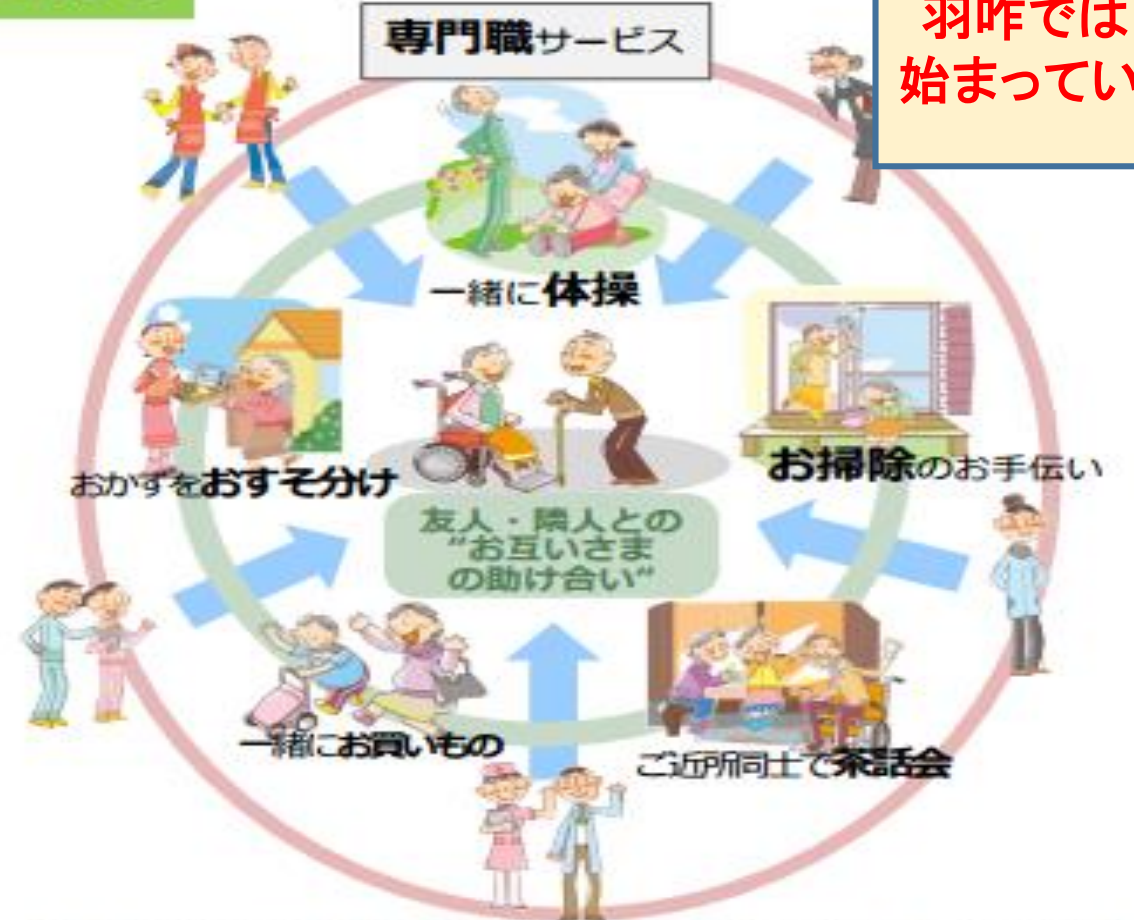 専門職サービス
羽咋では
始まってい
一緒に体操
おかずをおすそ分け
お掃除のお手伝い
友人・隣人との
“お互いさま
の助け合い”
一緒にお買いもの
ご近所同士で茶話会